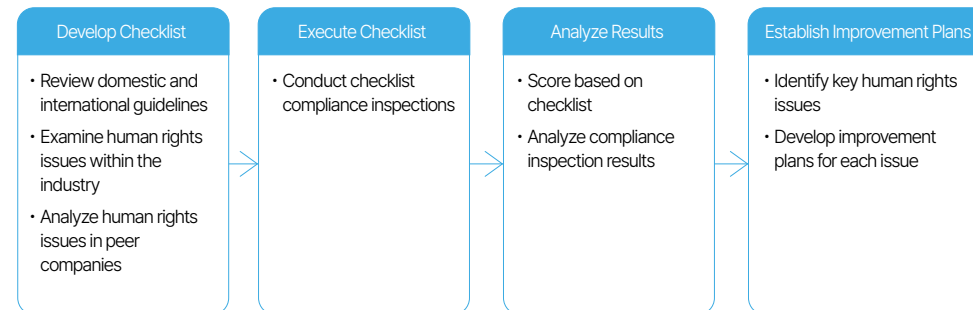 Develop Checklist
• Review domestic and
international guidelines
• Examine human rights
issues within the
industry
• Analyze human rights
issues in peer
companies
Execute Checklist
• Conduct checklist
compliance inspections
Analyze Results
• Score based on
checklist
• Analyze compliance
inspection results
Establish Improvement Plans
• Identify key human rights
issues
• Develop improvement
plans for each issue